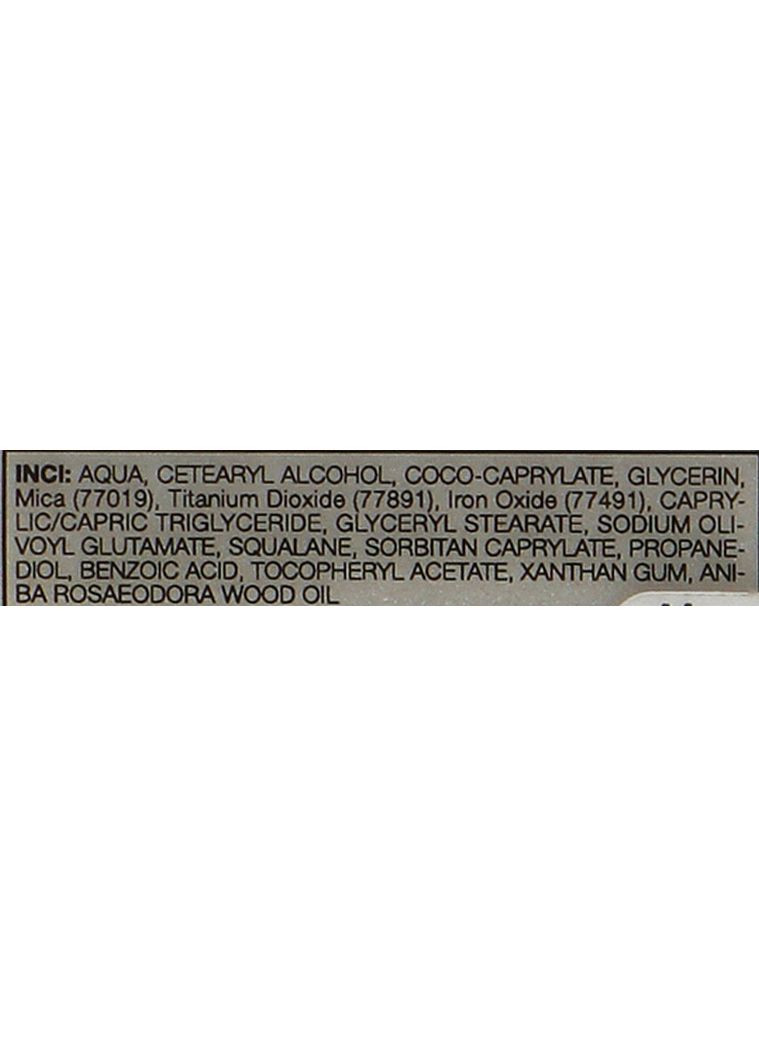 INCI: AQUA, CETEARYL ALCOHOL, COCO-CAPRYLATE, GLYCERIN,
Mica (77019), Titanium Dioxide (77891), Iron Oxide (77491), CAPRY-
LIC/CAPRIC TRIGLYCERIDE, GLYCERYL STEARATE, SODIUM OLI-
VOYL GLUTAMATE, SQUALANE, SORBITAN CAPRYLATE, PROPANE-
DIOL, BENZOIC ACID, TOCOPHERYL ACETATE, XANTHAN GUM, ANI-
BA ROSAEODORA WOOD OIL